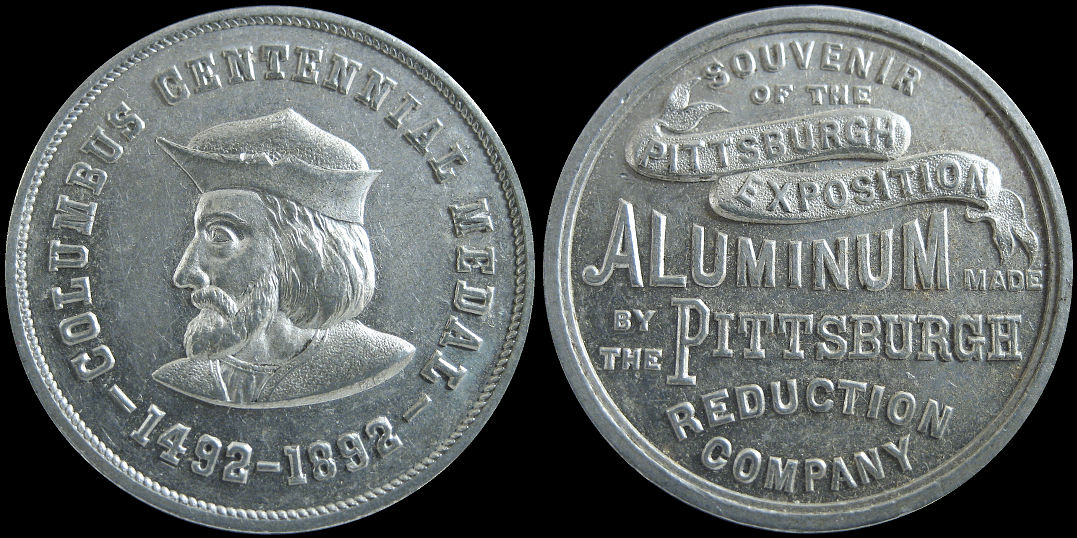 COLUMBUS CENTENNIAL MEDAL
-1492-1892-
SOUVENIR
OF THE
PITTSBURGH
EXPOSITION
ALUMINUM MADE
BY THE PITTSBURGH
REDUCTION
COMPANY